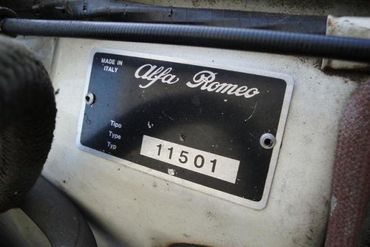 MADE IN
ITALY
Alfa Romeo
Tipo
Type
Typ
11501